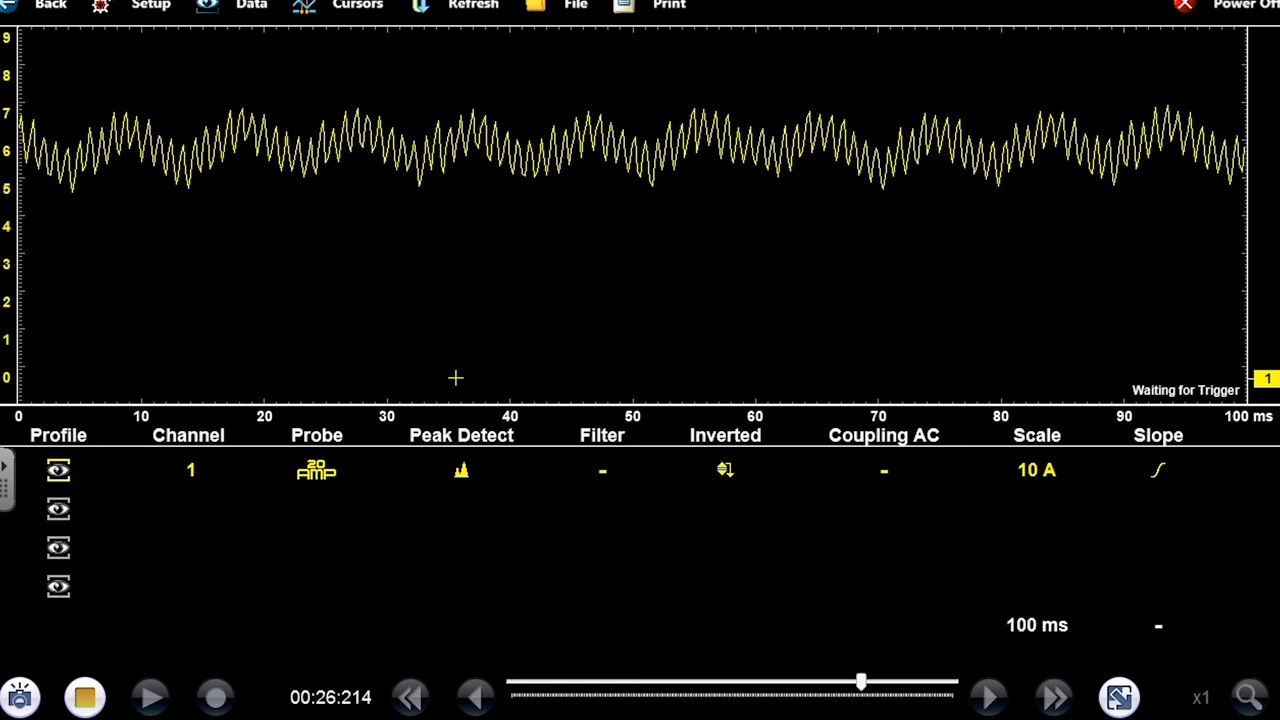 Back Setup Data Cursors Refresh File Print Power Off
9
8
7
6
5
4
3
2
1
0
1
Waiting for Trigger
0 10 20 30 40 50 60 70 80 90 100 ms
Profile Channel Probe Peak Detect Filter Inverted Coupling AC Scale Slope
1 20 AMP - - 10 A
100 ms -
00:26:214 x1